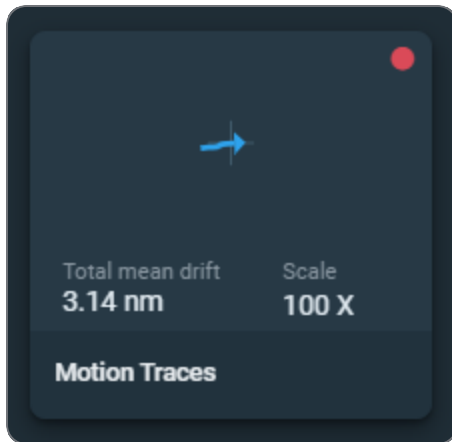 Total mean drift
3.14 nm
Scale
100 X
Motion Traces